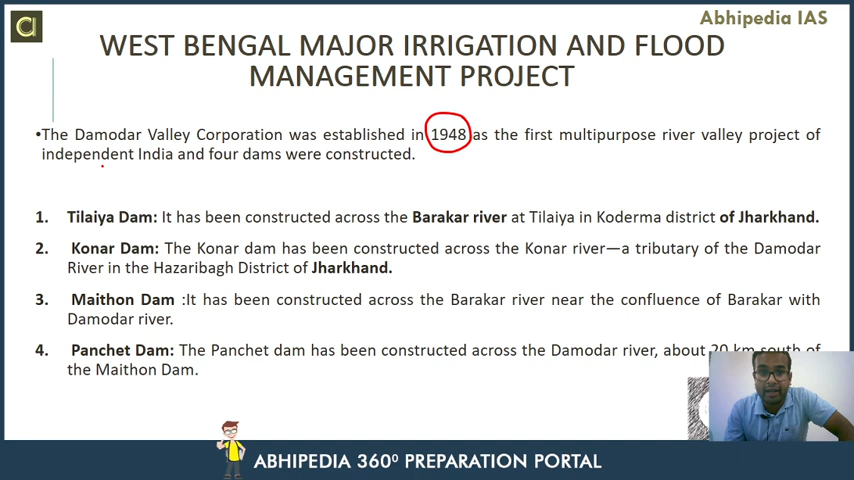 Abhipedia IAS
WEST BENGAL MAJOR IRRIGATION AND FLOOD
MANAGEMENT PROJECT
•The Damodar Valley Corporation was established in 1948 as the first multipurpose river valley project of
independent India and four dams were constructed.
1. Tilaiya Dam: It has been constructed across the Barakar river at Tilaiya in Koderma district of Jharkhand.
2. Konar Dam: The Konar dam has been constructed across the Konar river—a tributary of the Damodar
River in the Hazaribagh District of Jharkhand.
3. Maithon Dam :It has been constructed across the Barakar river near the confluence of Barakar with
Damodar river.
4. Panchet Dam: The Panchet dam has been constructed across the Damodar river, about 20 km south of
the Maithon Dam.
ABHIPEDIA 360⁰ PREPARATION PORTAL